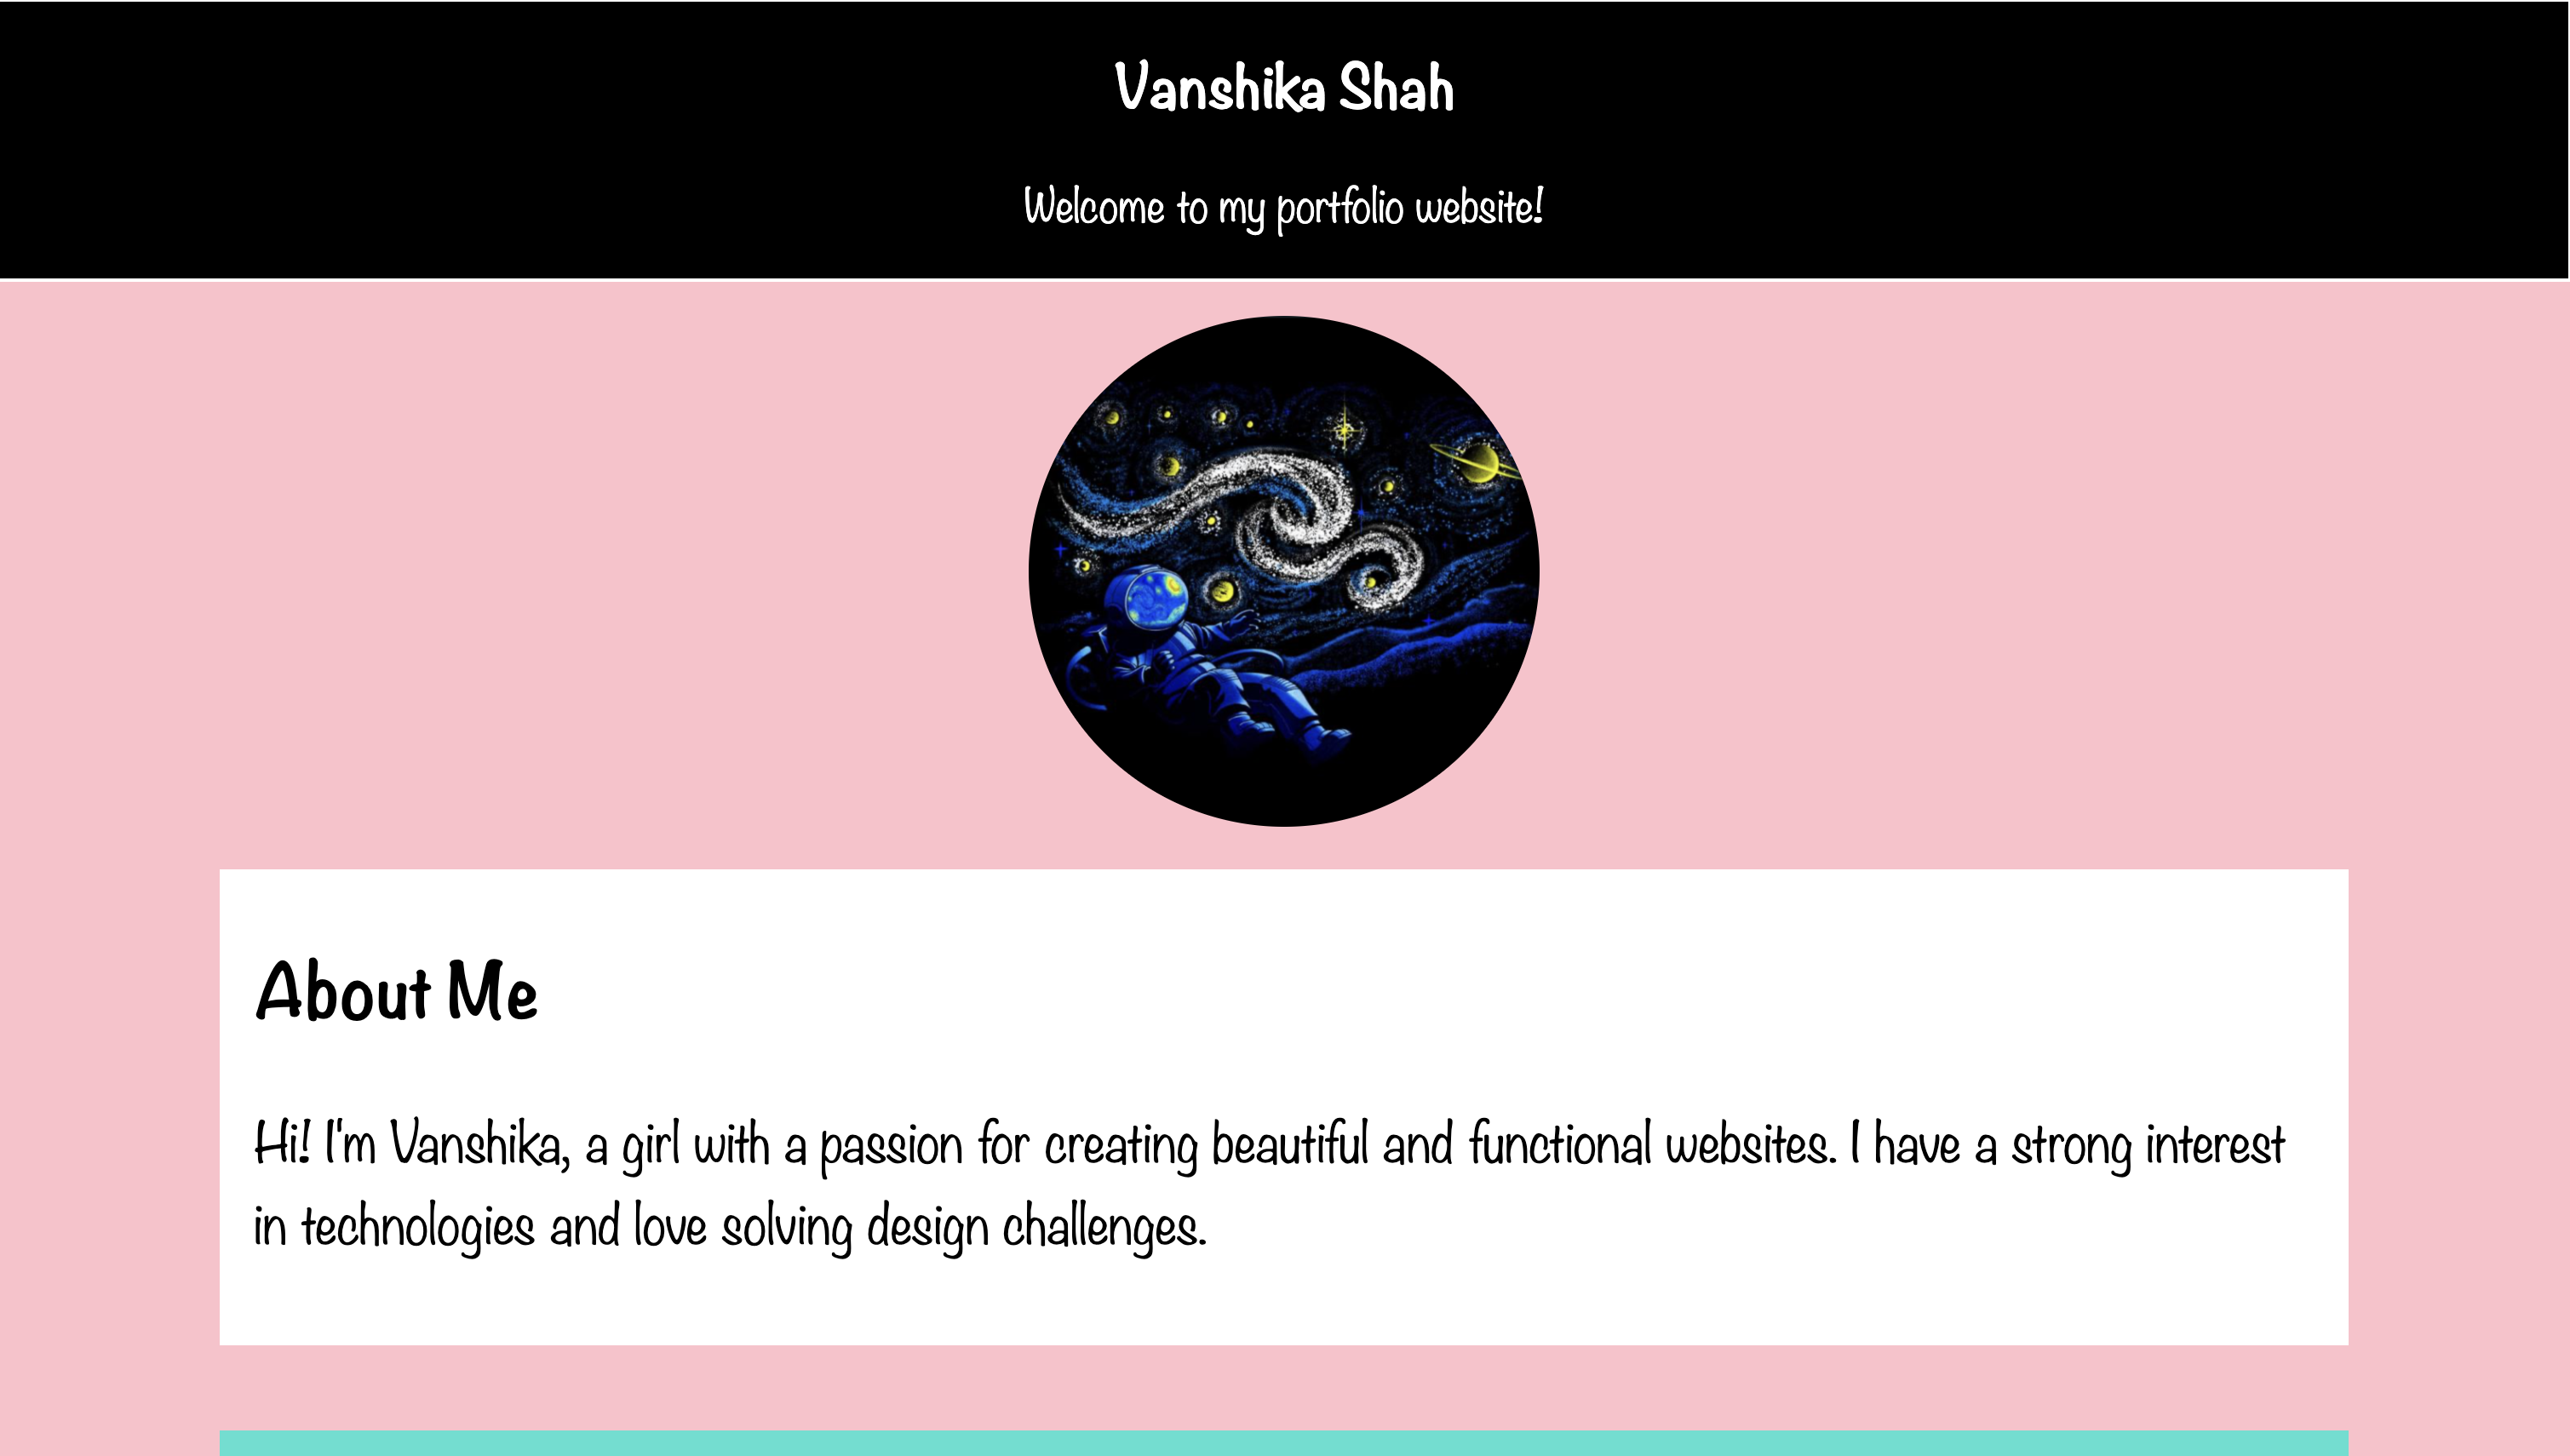 Vanshika Shah
Welcome to my portfolio website!
About Me
Hi! I'm Vanshika, a girl with a passion for creating beautiful and functional websites. I have a strong interest
in technologies and love solving design challenges.